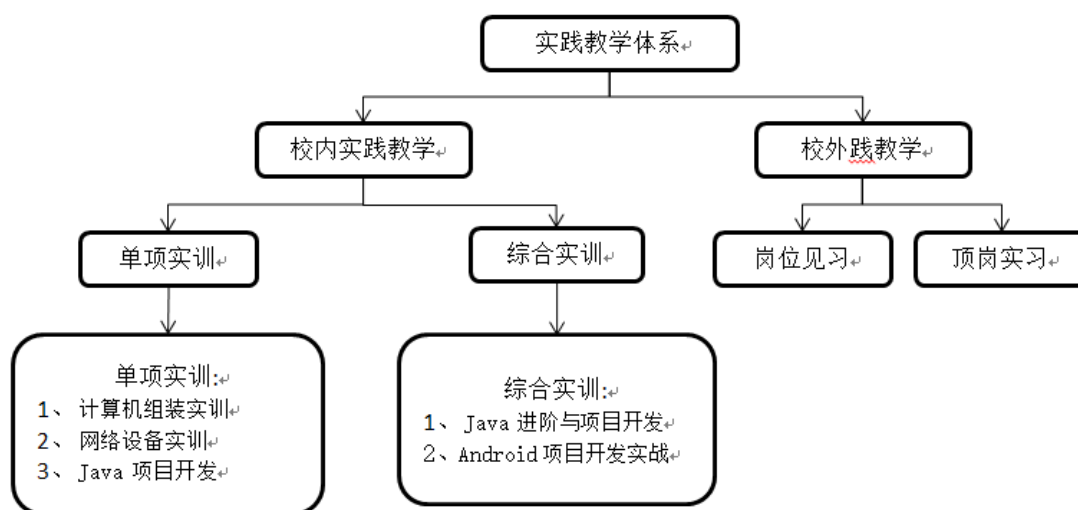 实践教学体系
校内实践教学
校外践教学
单项实训
综合实训
岗位见习
顶岗实习
单项实训:
1、 计算机组装实训
2、 网络设备实训
3、 Java 项目开发
综合实训:
1、 Java 进阶与项目开发
2、Android 项目开发实战